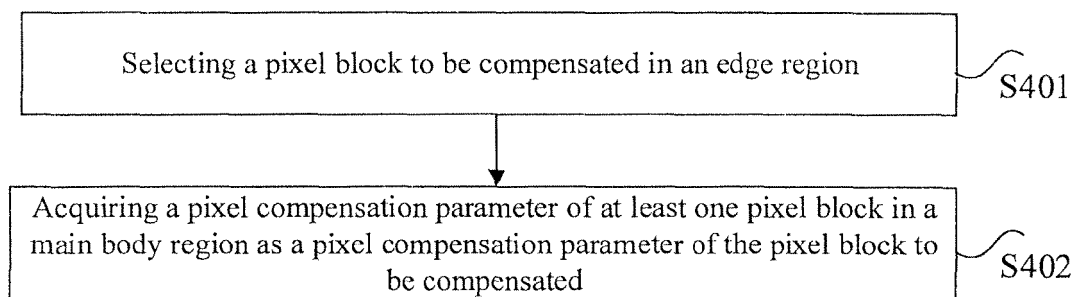 Selecting a pixel block to be compensated in an edge region
S401
Acquiring a pixel compensation parameter of at least one pixel block in a
main body region as a pixel compensation parameter of the pixel block to
be compensated
S402